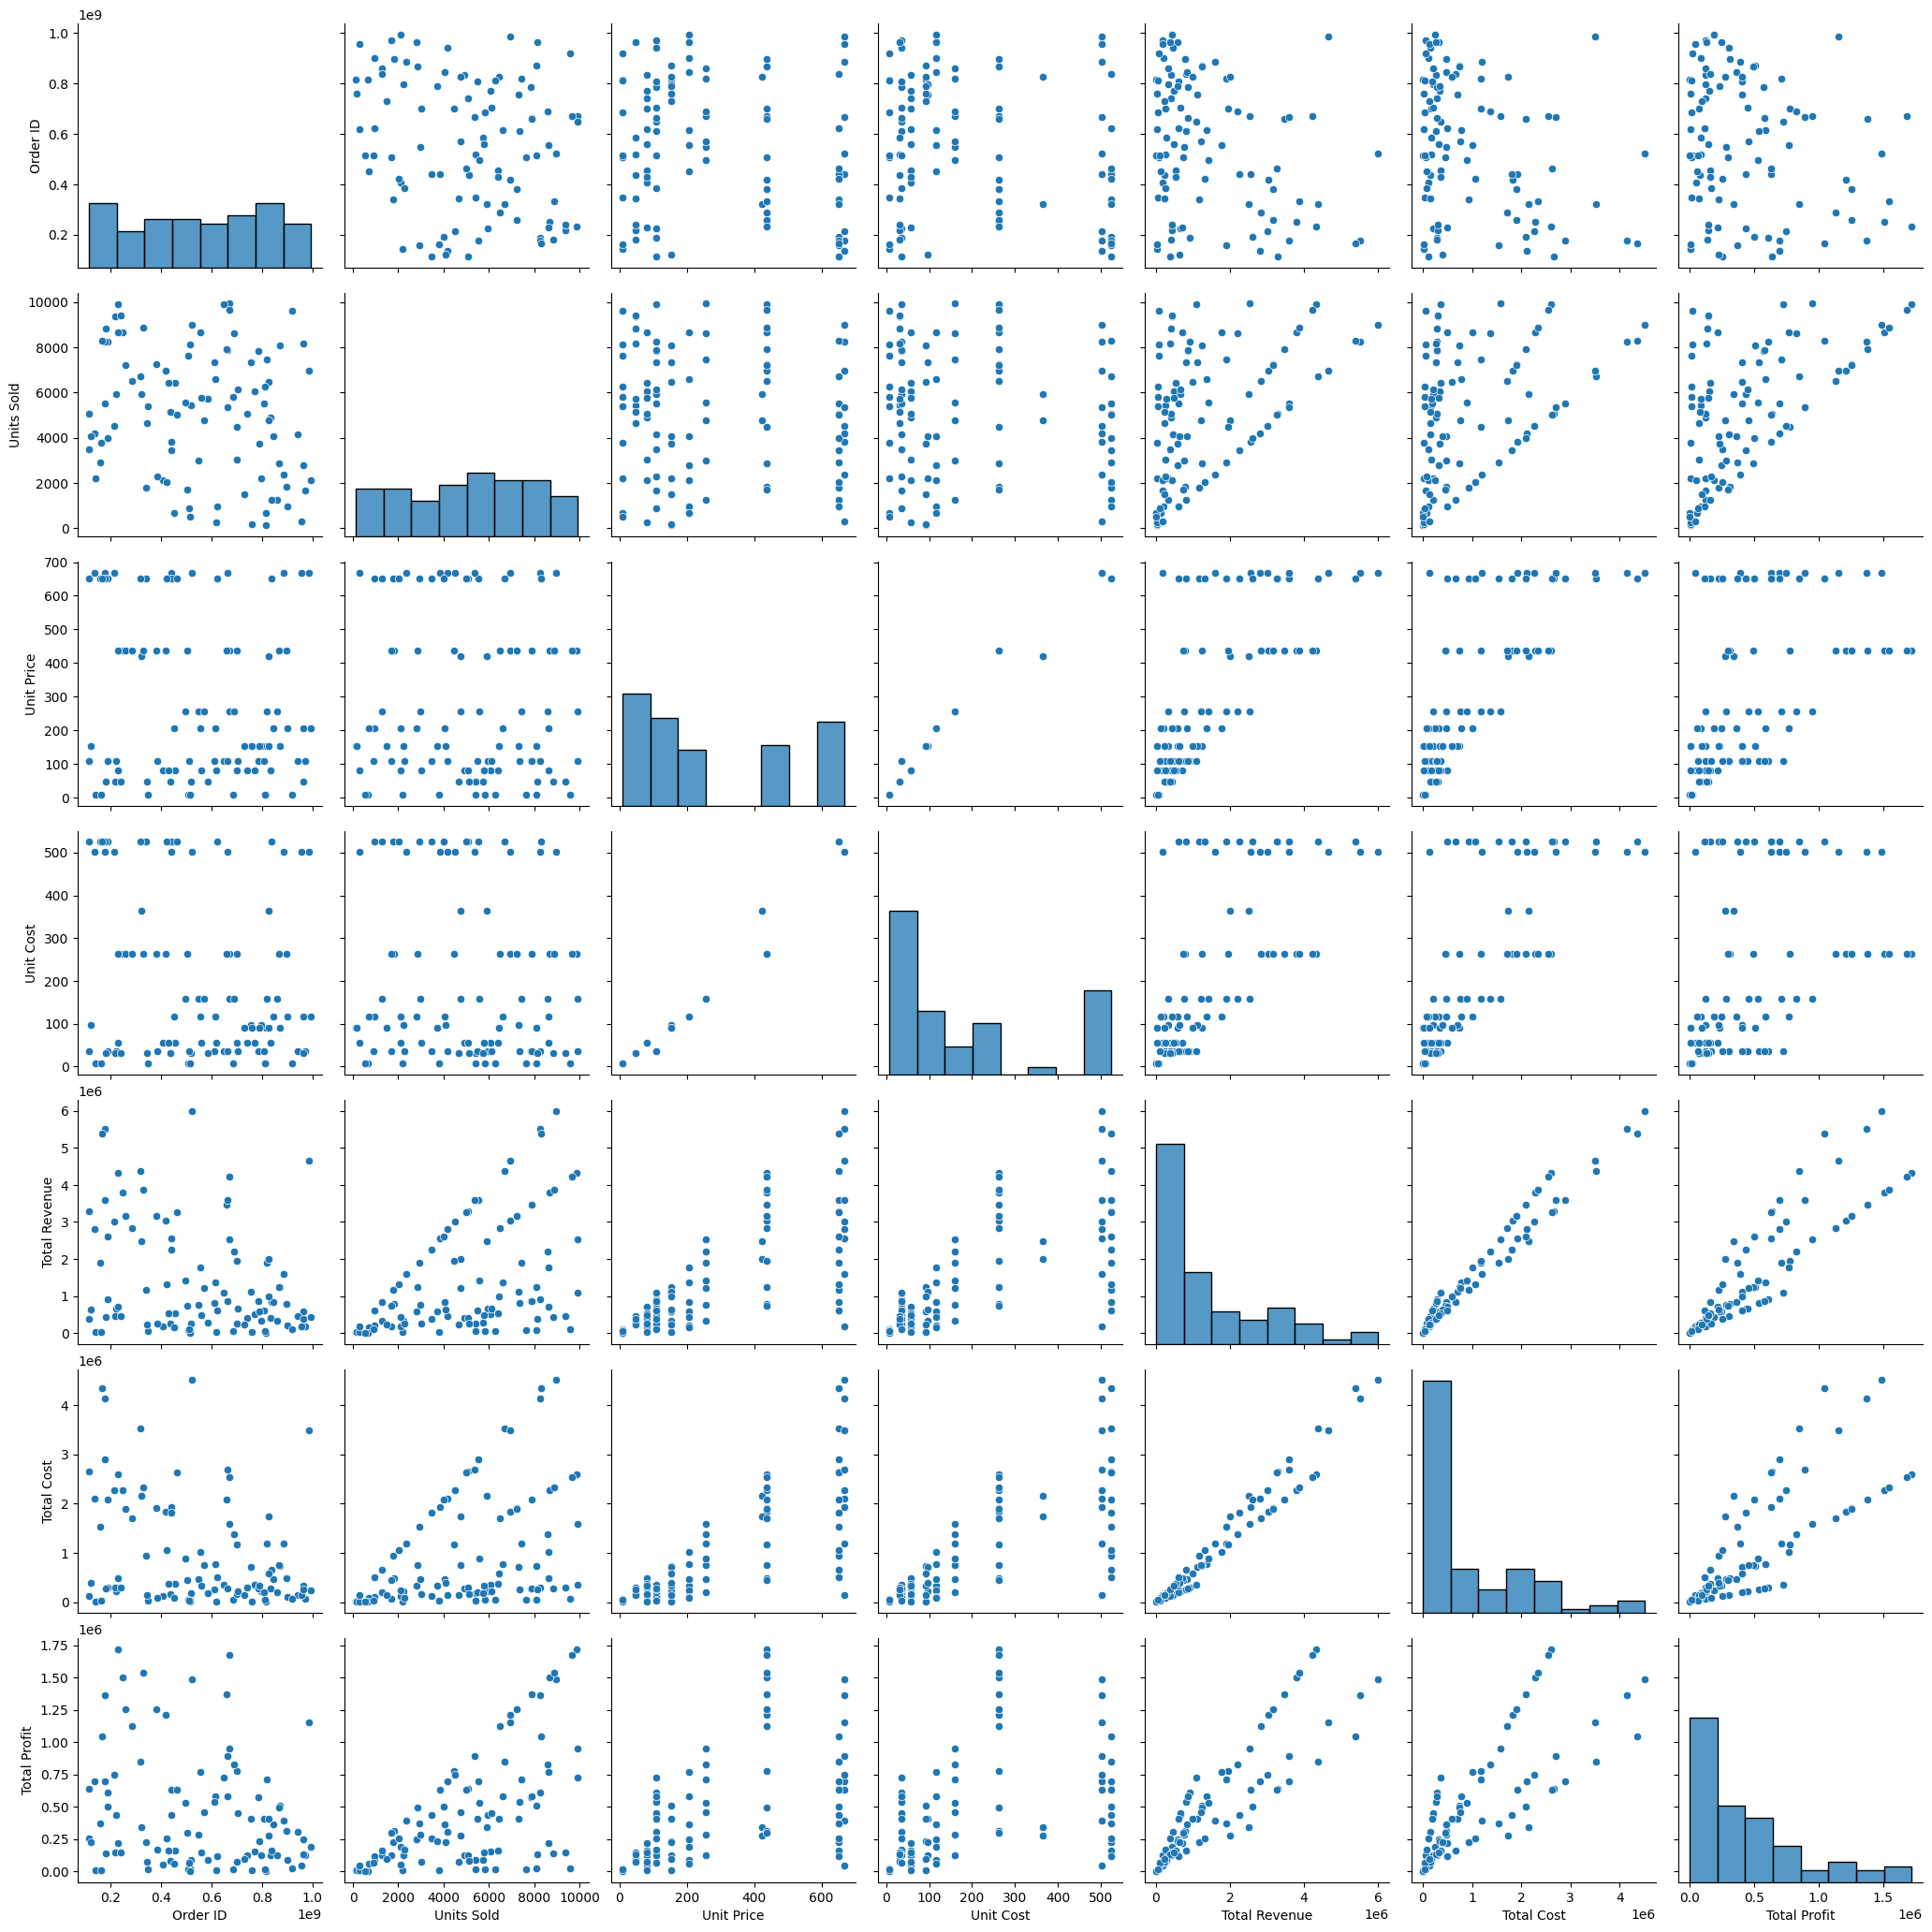 1e9
1.0
0.8
0.6
0.4
0.2
Order ID
10000
8000
6000
4000
2000
0
Units Sold
700
600
500
400
300
200
100
0
Unit Price
500
400
300
200
100
0
Unit Cost
1e6
6
5
4
3
2
1
0
Total Revenue
1e6
4
3
2
1
0
Total Cost
1e6
1.75
1.50
1.25
1.00
0.75
0.50
0.25
0.00
Total Profit
0.2 0.4 0.6 0.8 1.0
Order ID 1e9
0 2000 4000 6000 8000 10000
Units Sold
0 200 400 600
Unit Price
0 100 200 300 400 500
Unit Cost
0 2 4 6
Total Revenue 1e6
0 1 2 3 4
Total Cost 1e6
0.0 0.5 1.0 1.5
Total Profit 1e6